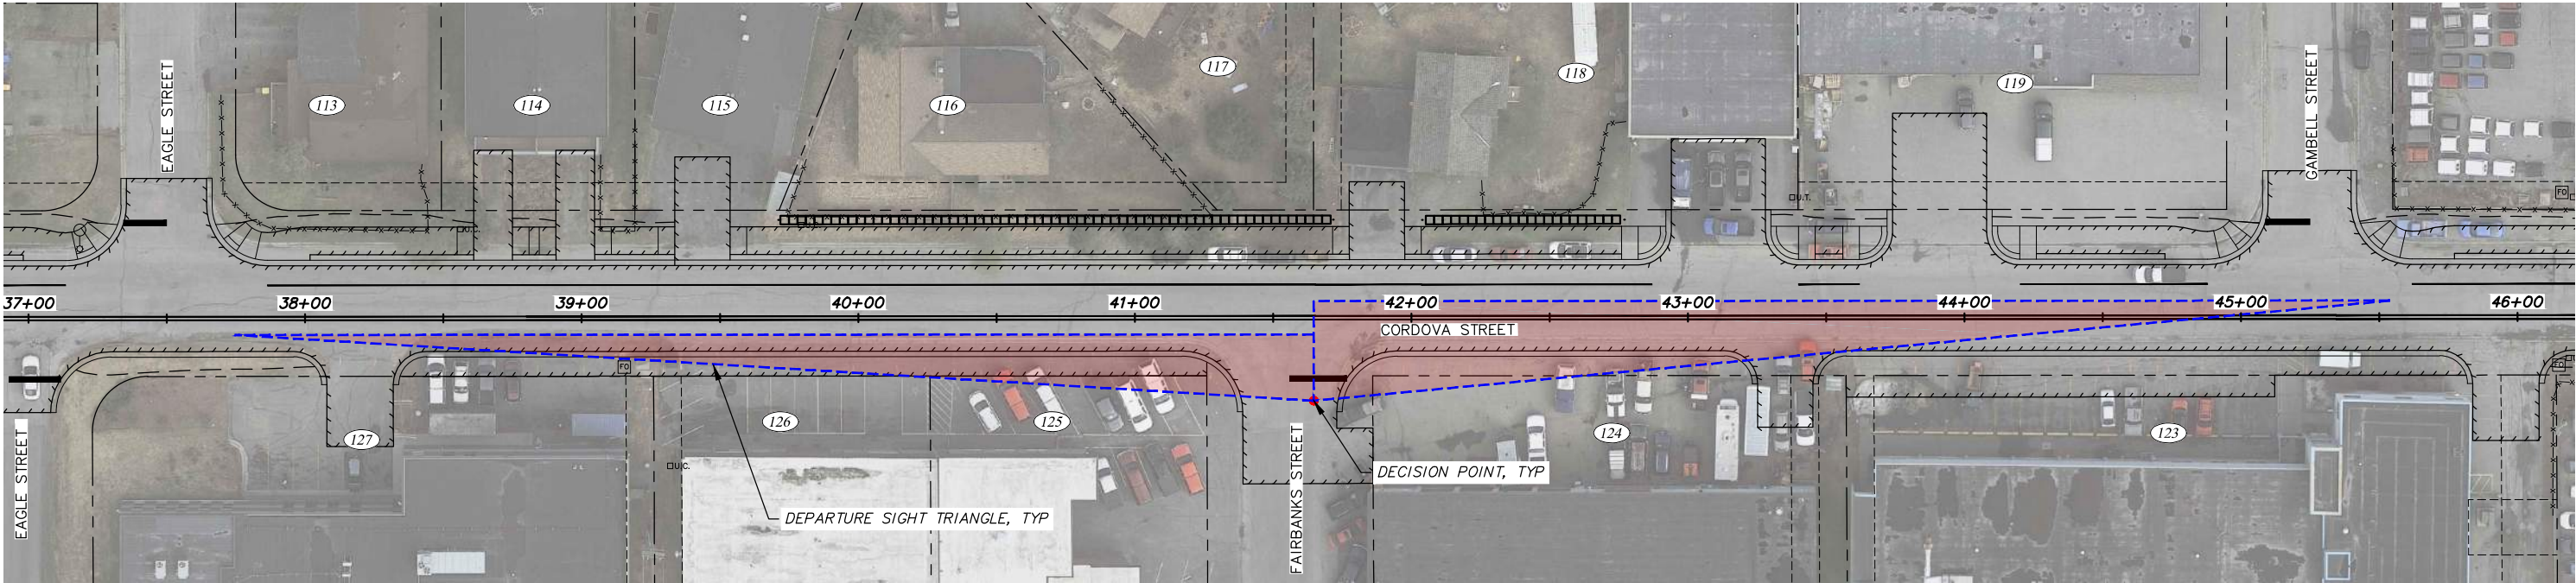 EAGLE STREET
113
114
115
116
117
118
119
GAMBELL STREET
FO
U.T.
37+00
38+00
39+00
40+00
41+00
42+00
43+00
44+00
45+00
46+00
CORDOVA STREET
FO
EAGLE STREET
127
126
125
124
123
U.C.
FAIRBANKS STREET
DECISION POINT, TYP
DEPARTURE SIGHT TRIANGLE, TYP